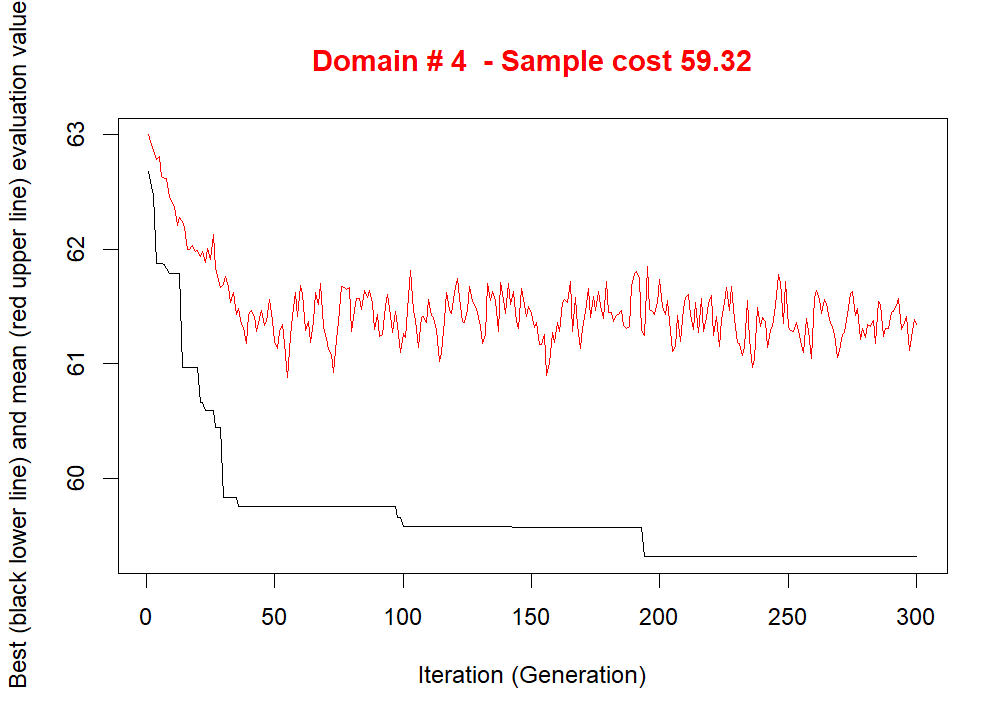 Domain # 4  - Sample cost 59.32
Best (black lower line) and mean (red upper line) evaluation value
63
62
61
60
0 50 100 150 200 250 300
Iteration (Generation)